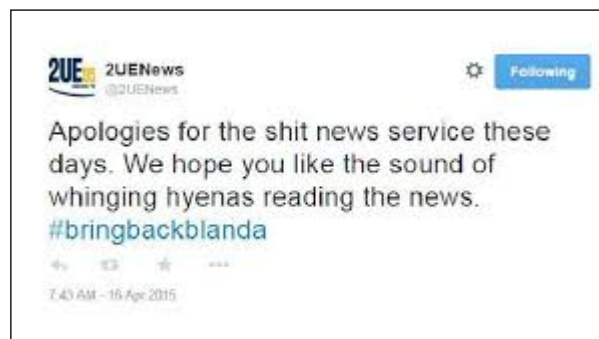 2UE 2UENews
@2UENews
Following
Apologies for the shit news service these
days. We hope you like the sound of
whinging hyenas reading the news.
#bringbackblanda
7:43 AM - 16 Apr 2015